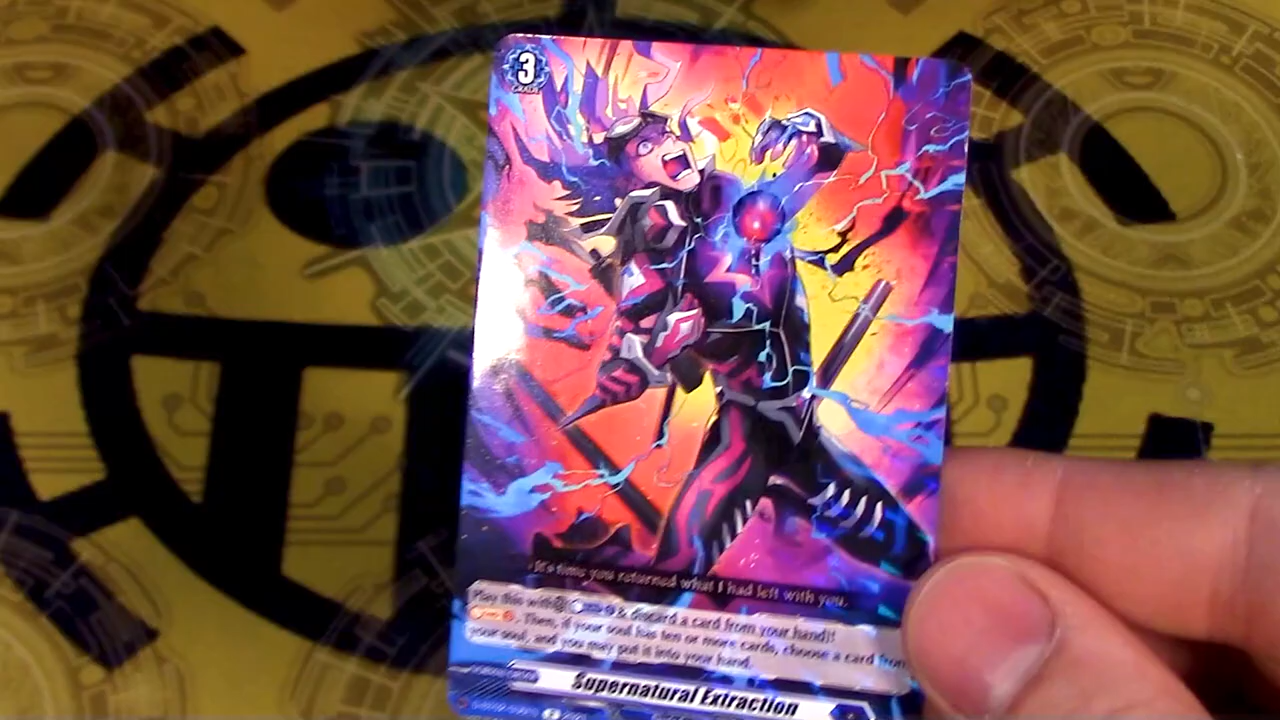 3
GRADE
It's time you returned what I had left with you.
Play this with & discard a card from your hand)!
. Then, if your soul has ten or more cards, choose a card from
your soul, and you may put it into your hand.
Supernatural Extraction